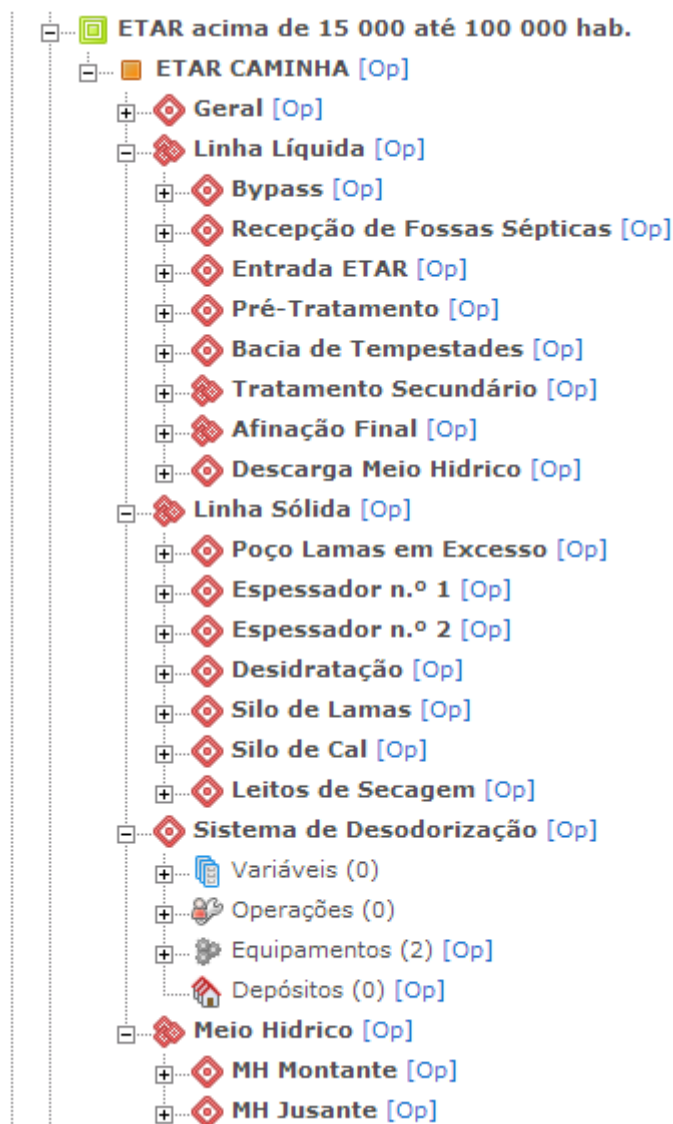 ETAR acima de 15 000 até 100 000 hab.
ETAR CAMINHA [Op]
Geral [Op]
Linha Líquida [Op]
Bypass [Op]
Recepção de Fossas Sépticas [Op]
Entrada ETAR [Op]
Pré-Tratamento [Op]
Bacia de Tempestades [Op]
Tratamento Secundário [Op]
Afinação Final [Op]
Descarga Meio Hidrico [Op]
Linha Sólida [Op]
Poço Lamas em Excesso [Op]
Espessador n.º 1 [Op]
Espessador n.º 2 [Op]
Desidratação [Op]
Silo de Lamas [Op]
Silo de Cal [Op]
Leitos de Secagem [Op]
Sistema de Desodorização [Op]
Variáveis (0)
Operações (0)
Equipamentos (2) [Op]
Depósitos (0) [Op]
Meio Hidrico [Op]
MH Montante [Op]
MH Jusante [Op]